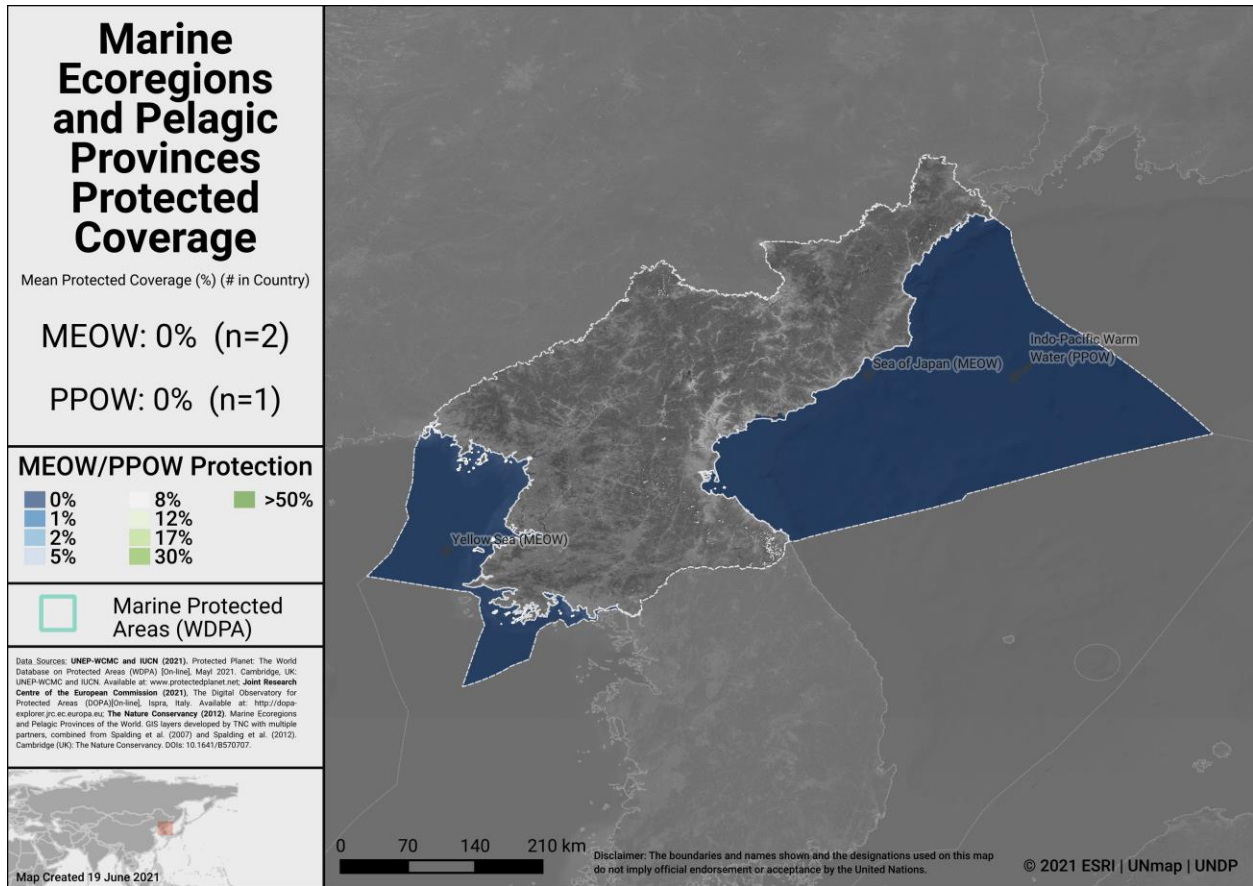 Marine
Ecoregions
and Pelagic
Provinces
Protected
Coverage
Mean Protected Coverage (%) (# in Country)
MEOW: 0% (n=2)
PPOW: 0% (n=1)
MEOW/PPOW Protection
0%
1%
2%
5%
8%
12%
17%
30%
>50%
Marine Protected
Areas (WDPA)
Data Sources: UNEP-WCMC and IUCN (2021). Protected Planet: The World
Database on Protected Areas (WDPA) [On-line], Mayl 2021. Cambridge, UK:
UNEP-WCMC and IUCN. Available at: www.protectedplanet.net; Joint Research
Centre of the European Commission (2021), The Digital Observatory for
Protected Areas (DOPA)[On-line], Ispra, Italy. Available at: http://dopa-
explorer.jrc.ec.europa.eu; The Nature Conservancy (2012). Marine Ecoregions
and Pelagic Provinces of the World. GIS layers developed by TNC with multiple
partners, combined from Spalding et al. (2007) and Spalding et al. (2012).
Cambridge (UK): The Nature Conservancy. DOIs: 10.1641/B570707.
Map Created 19 June 2021
Indo-Pacific Warm
Water (PPOW)
Sea of Japan (MEOW)
Yellow Sea (MEOW)
0 70 140 210 km
Disclaimer: The boundaries and names shown and the designations used on this map
do not imply official endorsement or acceptance by the United Nations.
© 2021 ESRI | UNmap | UNDP